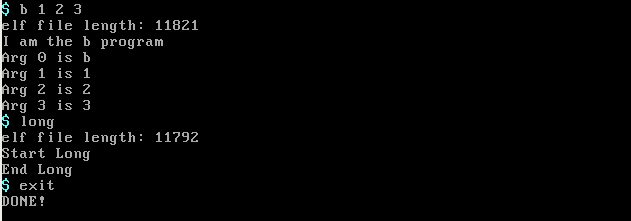 $ b 1 2 3
elf file length: 11821
I am the b program
Arg 0 is b
Arg 1 is 1
Arg 2 is 2
Arg 3 is 3
$ long
elf file length: 11792
Start Long
End Long
$ exit
DONE!